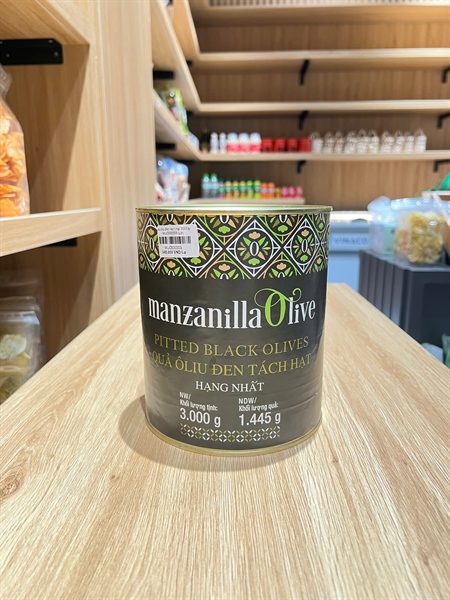 manzanilla Olive
PITTED BLACK OLIVES
QUẢ ÔLIU ĐEN TÁCH HẠT
HẠNG NHẤT
NW/
Khối lượng tịnh:
3.000 g
NDW/
Khối lượng quả:
1.445 g